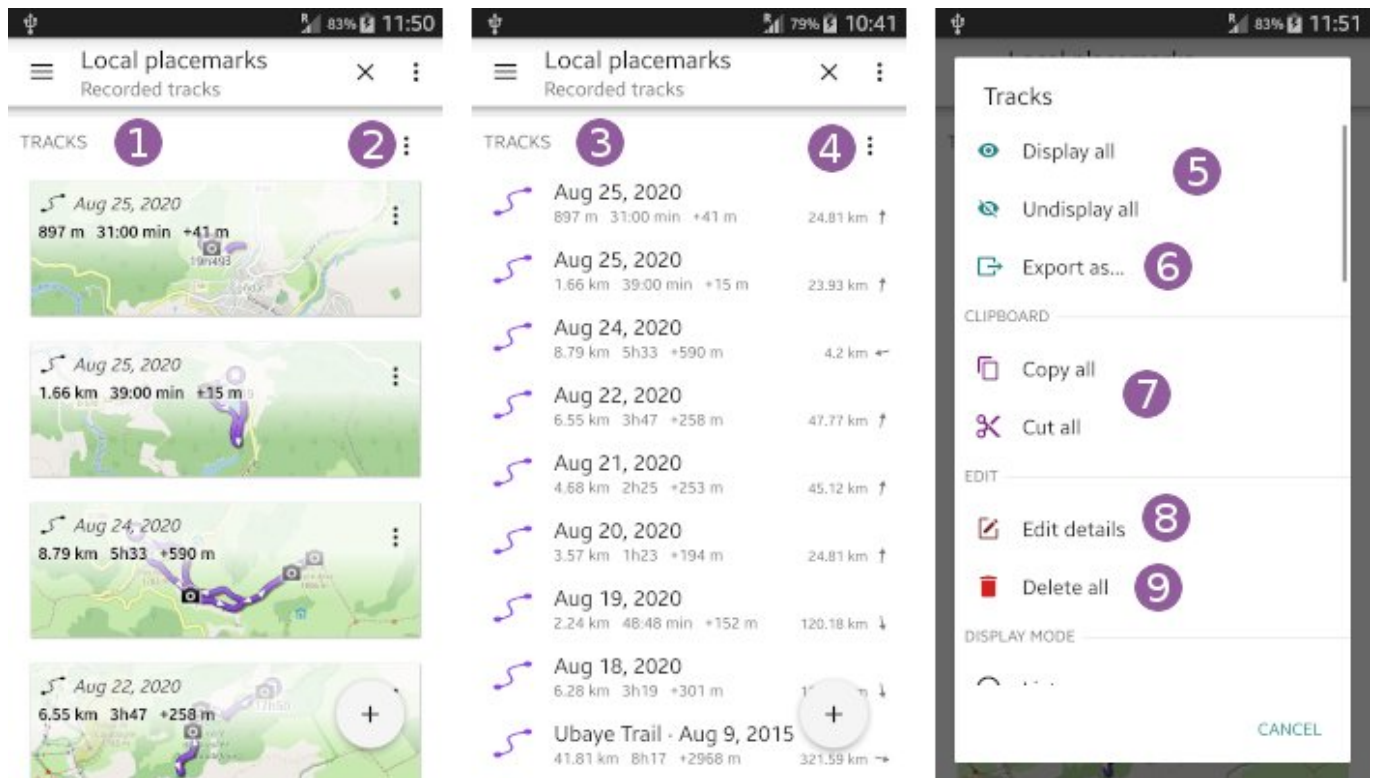 R 83% 11:50
Local placemarks
Recorded tracks
TRACKS 1 2
Aug 25, 2020
897 m 31:00 min +41 m
Aug 25, 2020
1.66 km 39:00 min +15 m
Aug 24, 2020
8.79 km 5h33 +590 m
Aug 22, 2020
6.55 km 3h47 +258 m
+
R 79% 10:41
Local placemarks
Recorded tracks
TRACKS 3 4
Aug 25, 2020
897 m 31:00 min +41 m 24.81 km
Aug 25, 2020
1.66 km 39:00 min +15 m 23.93 km
Aug 24, 2020
8.79 km 5h33 +590 m 4.2 km
Aug 22, 2020
6.55 km 3h47 +258 m 47.77 km
Aug 21, 2020
4.68 km 2h25 +253 m 45.12 km
Aug 20, 2020
3.57 km 1h23 +194 m 24.81 km
Aug 19, 2020
2.24 km 48:48 min +152 m 120.18 km
Aug 18, 2020
6.28 km 3h19 +301 m
+
Ubaye Trail - Aug 9, 2015
41.81 km 8h17 +2968 m 321.59 km
R 83% 11:51
Tracks
Display all
5
Undisplay all
Export as... 6
CLIPBOARD
Copy all
7
Cut all
EDIT
Edit details 8
Delete all 9
DISPLAY MODE
CANCEL